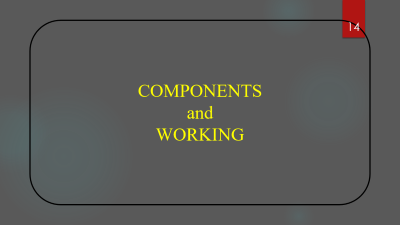 14
COMPONENTS
and
WORKING